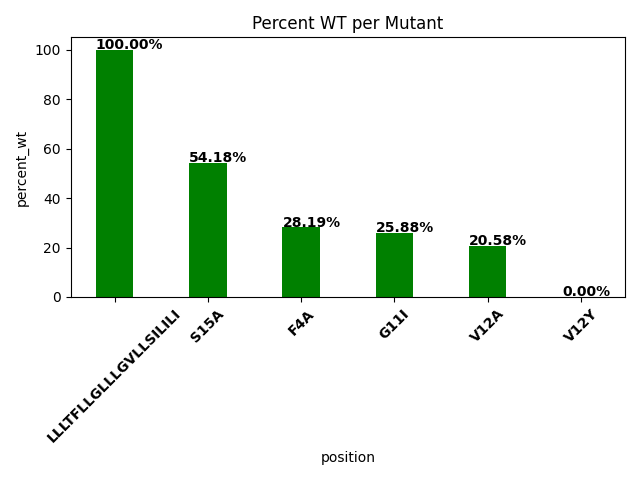 Percent WT per Mutant
percent_wt
100
80
60
40
20
0
100.00%
54.18%
28.19%
25.88%
20.58%
0.00%
LLLTFLLGLLLGVLLSILILI
S15A
F4A
G11I
V12A
V12Y
position